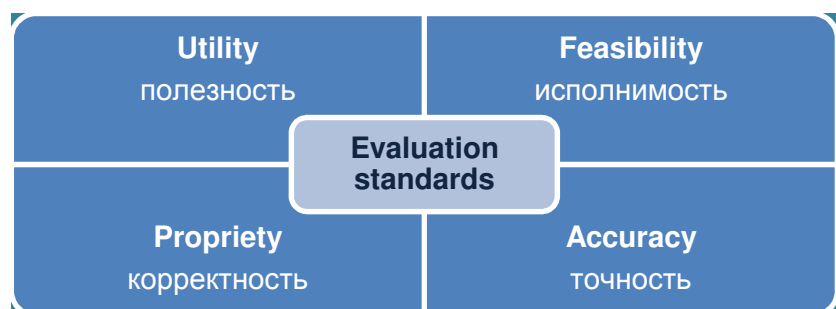 Utility
полезность
Feasibility
исполнимость
Evaluation
standards
Propriety
корректность
Accuracy
точность